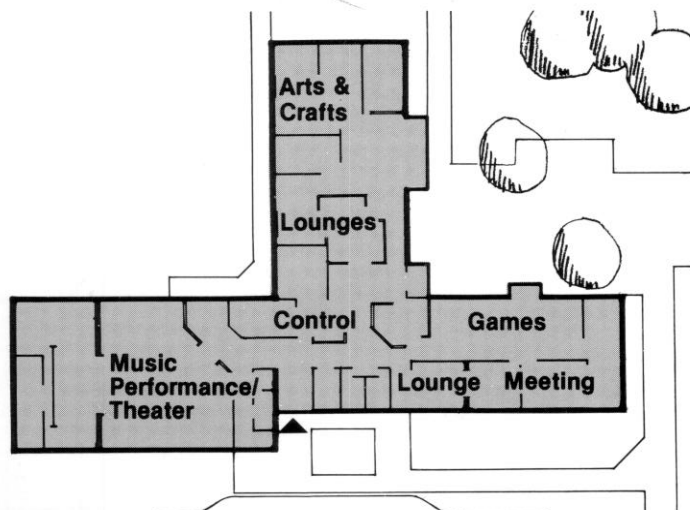 Arts &
Crafts
Lounges
Control
Games
Music
Performance/
Theater
Lounge
Meeting